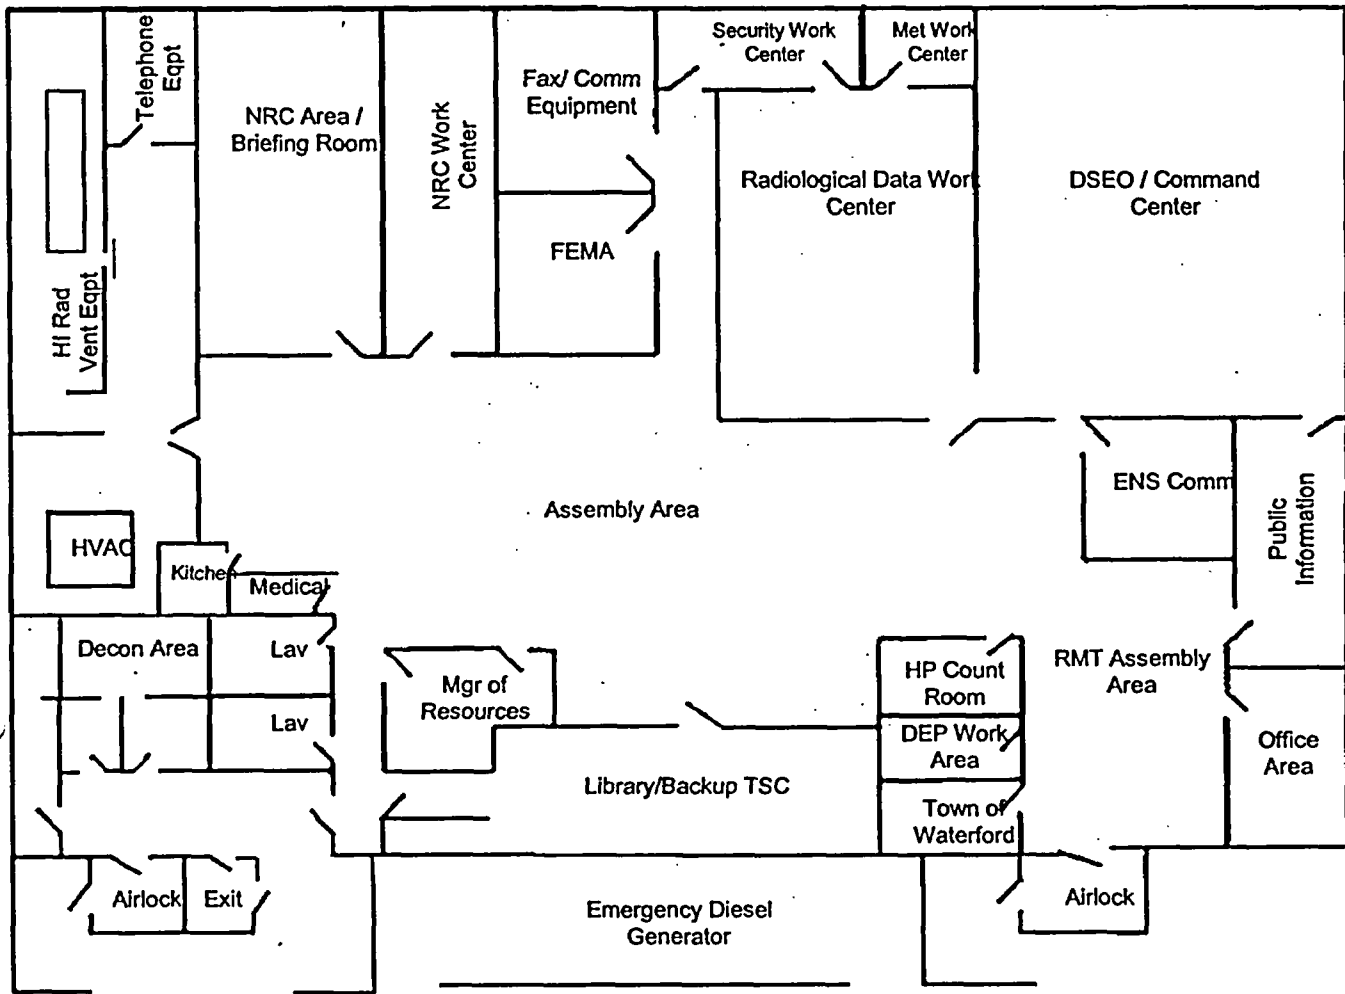 Telephone
Eqpt
NRC Area /
Briefing Room
NRC Work
Center
Fax/ Comm
Equipment
Security Work
Center
Met Work
Center
Radiological Data Work
Center
DSEO / Command
Center
FEMA
HI Rad
Vent Eqpt
ENS Comm
Public
Information
Assembly Area
HVAC
Kitchen
Medical
Decon Area
Lav
Lav
Mgr of
Resources
HP Count
Room
RMT Assembly
Area
DEP Work
Area
Office
Area
Library/Backup TSC
Town of
Waterford
Airlock
Exit
Emergency Diesel
Generator
Airlock